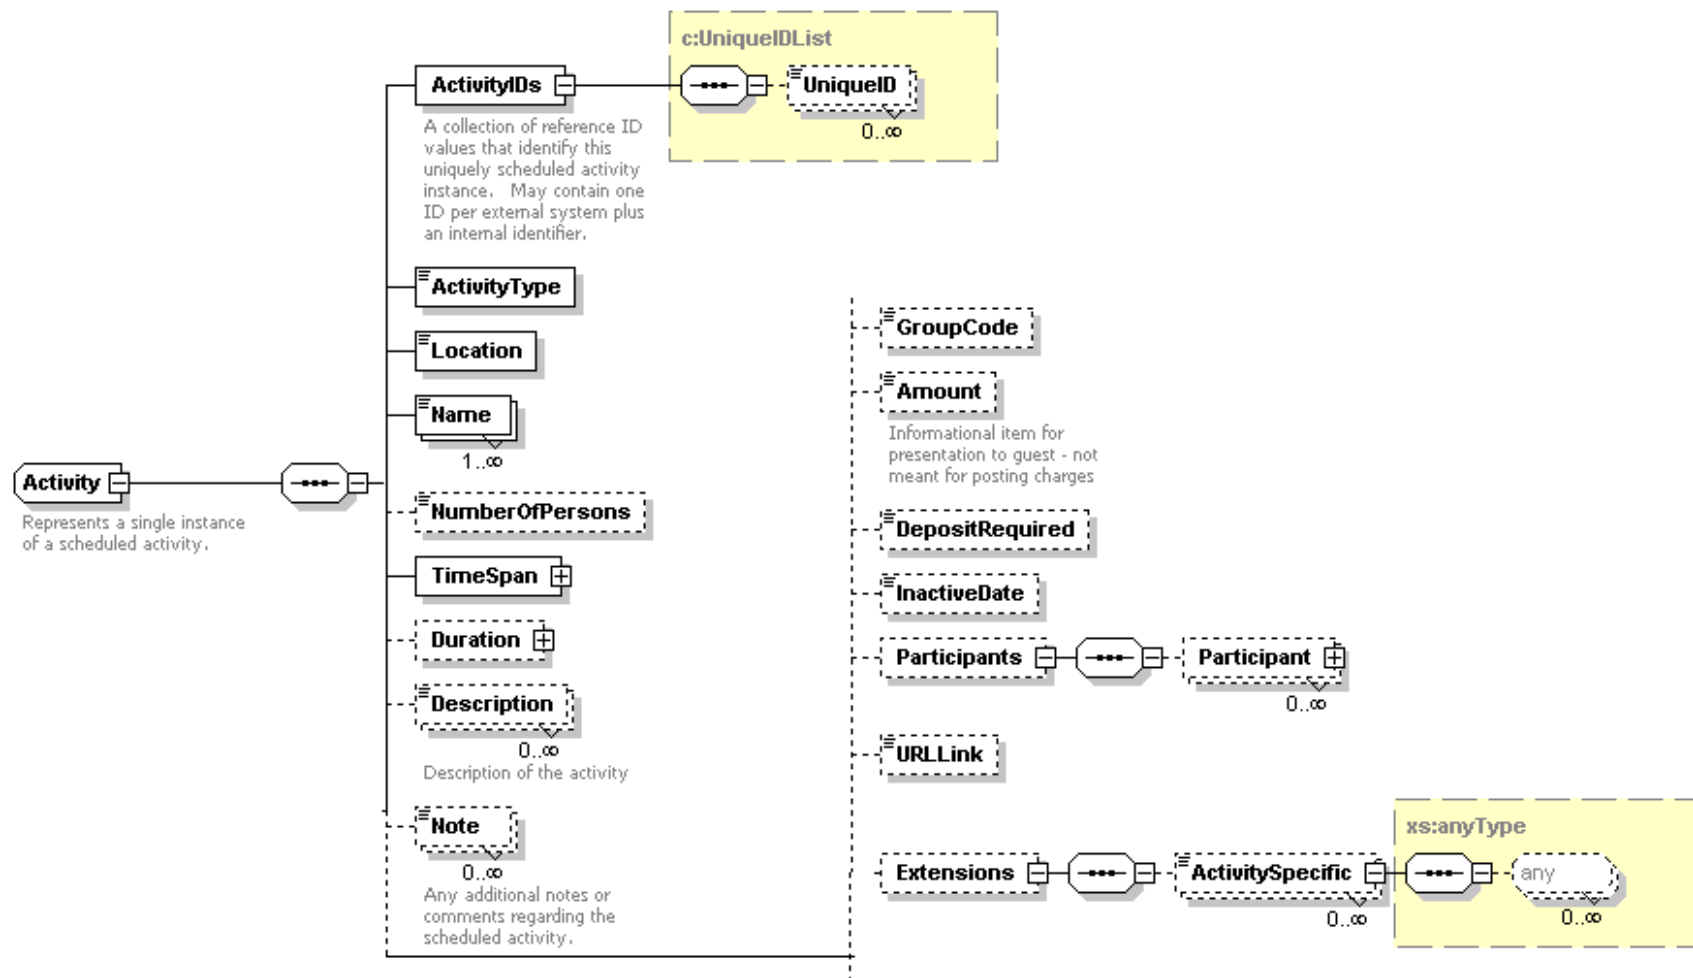 c:UniqueIDList
ActivityIDs
UniqueID
0..∞
A collection of reference ID
values that identify this
uniquely scheduled activity
instance.   May contain one
ID per external system plus
an internal identifier.
ActivityType
Location
Name
1..∞
Activity
Represents a single instance
of a scheduled activity.
NumberOfPersons
TimeSpan
Duration
Description
0..∞
Description of the activity
Note
0..∞
Any additional notes or
comments regarding the
scheduled activity.
GroupCode
Amount
Informational item for
presentation to guest - not
meant for posting charges
DepositRequired
InactiveDate
Participants
Participant
0..∞
URLLink
Extensions
ActivitySpecific
0..∞
xs:anyType
any
0..∞